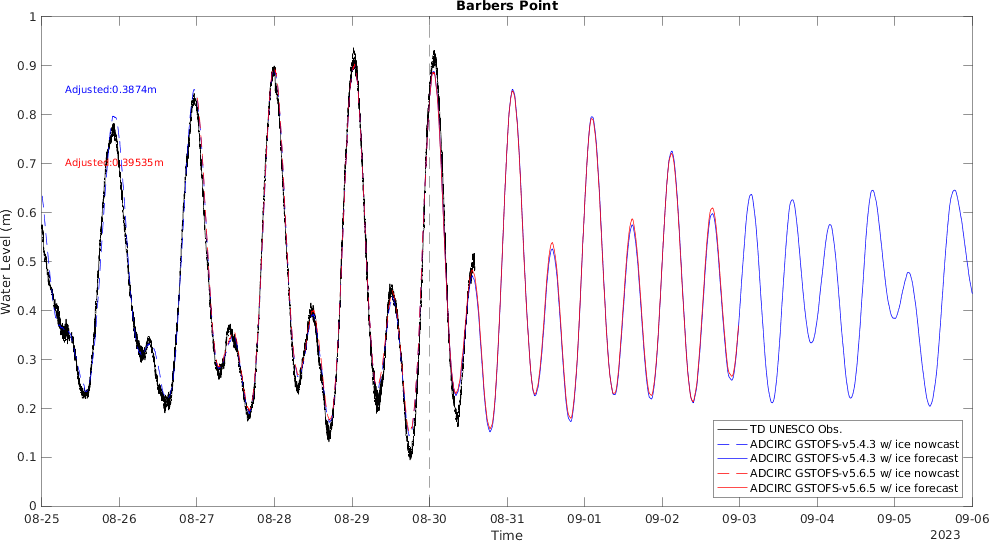 Barbers Point
1
0.9
0.8
0.7
0.6
0.5
0.4
0.3
0.2
0.1
0
Water Level (m)
Adjusted:0.3874m
Adjusted:0.39535m
TD UNESCO Obs.
ADCIRC GSTOFS-v5.4.3 w/ ice nowcast
ADCIRC GSTOFS-v5.4.3 w/ ice forecast
ADCIRC GSTOFS-v5.6.5 w/ ice nowcast
ADCIRC GSTOFS-v5.6.5 w/ ice forecast
08-25 08-26 08-27 08-28 08-29 08-30 08-31 09-01 09-02 09-03 09-04 09-05 09-06
Time
2023